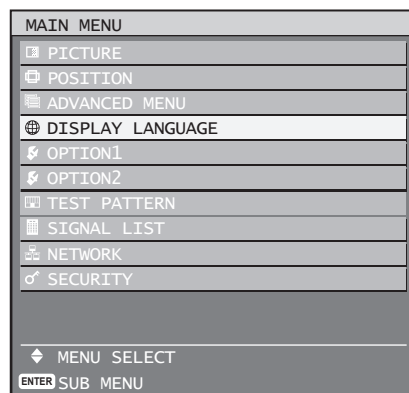 MAIN MENU
PICTURE
POSITION
ADVANCED MENU
DISPLAY LANGUAGE
OPTION1
OPTION2
TEST PATTERN
SIGNAL LIST
NETWORK
SECURITY
MENU SELECT
ENTER SUB MENU